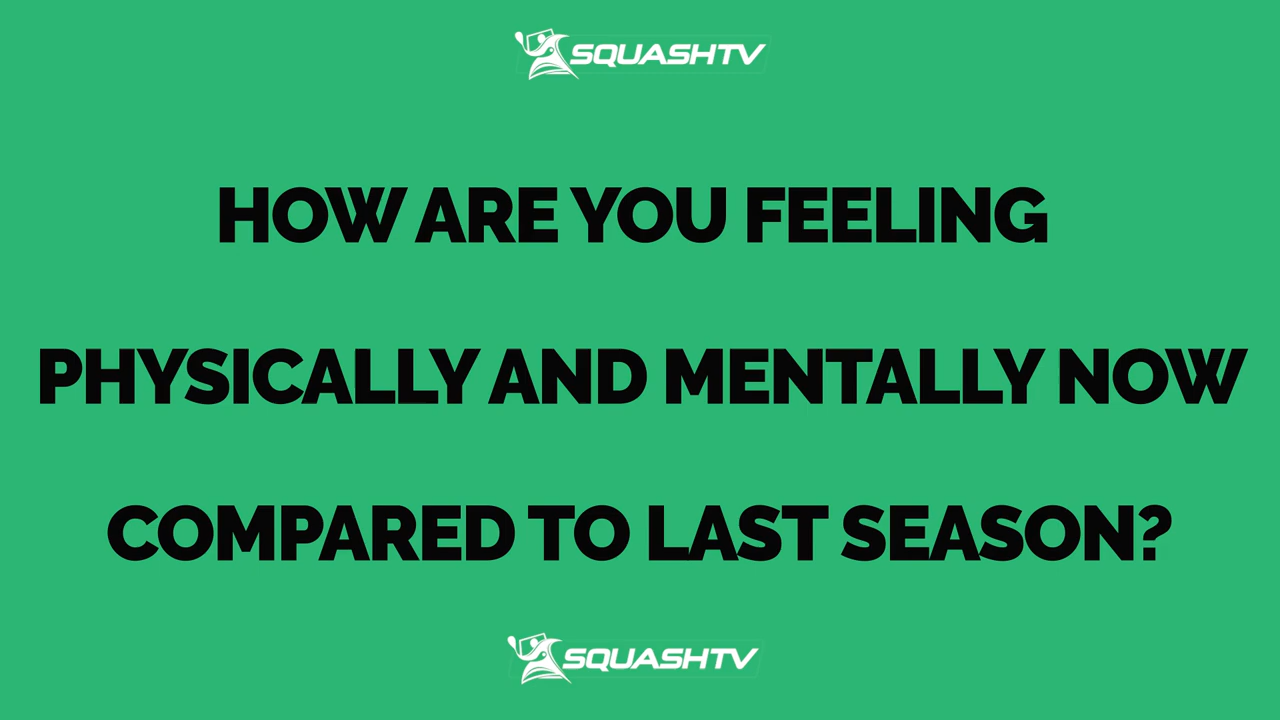 SQUASHTV
HOW ARE YOU FEELING
PHYSICALLY AND MENTALLY NOW
COMPARED TO LAST SEASON?
SQUASHTV